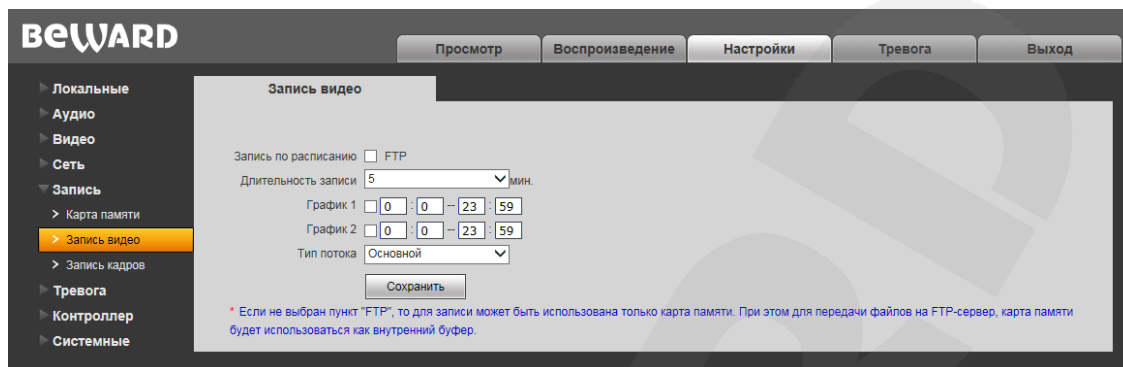 BEWARD
Просмотр Воспроизведение Настройки Тревога Выход
Локальные
Аудио
Видео
Сеть
Запись
Карта памяти
Запись видео
Запись кадров
Тревога
Контроллер
Системные
Запись видео
Запись по расписанию FTP
Длительность записи 5 мин.
График 1 0 : 0 – 23 : 59
График 2 0 : 0 – 23 : 59
Тип потока Основной
Сохранить
* Если не выбран пункт "FTP", то для записи может быть использована только карта памяти. При этом для передачи файлов на FTP-сервер, карта памяти
будет использоваться как внутренний буфер.